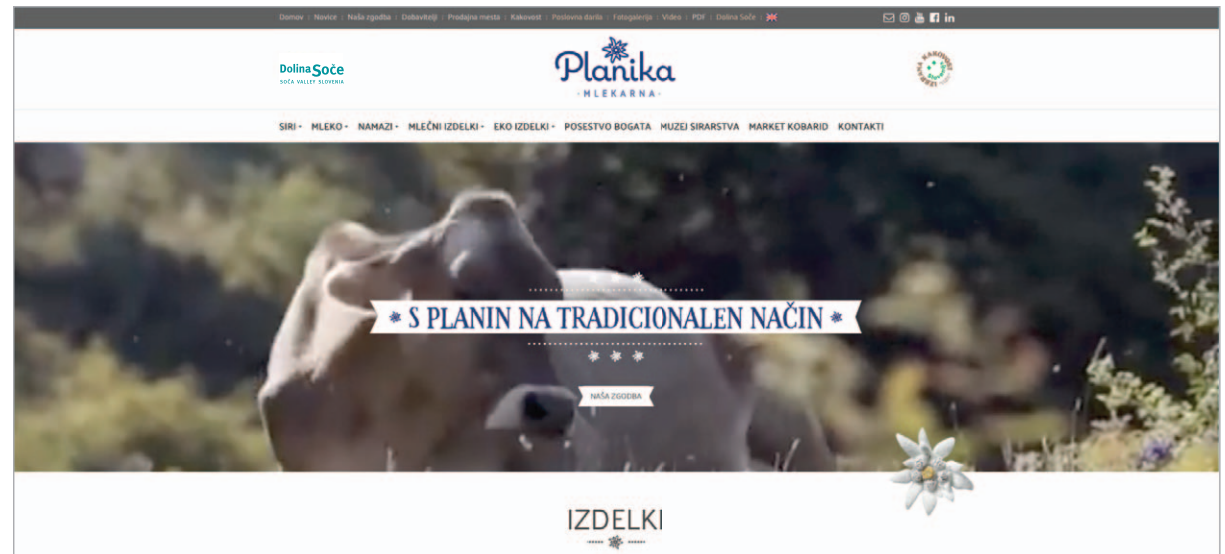 Domov | Novice | Naša zgodba | Dobavitelji | Prodajna mesta | Kakovost | Poslovna darila | Fotogalerija | Video | PDF | Dolina Soče |
Dolina Soče
SOČA VALLEY SLOVENIA
Planika
·MLEKARNA·
IZBRANA KAKOVOST
SIRI MLEKO NAMAZI MLEČNI IZDELKI EKO IZDELKI POSESTVO BOGATA MUZEJ SIRARSTVA MARKET KOBARID KONTAKTI
S PLANIN NA TRADICIONALEN NAČIN
NAŠA ZGODBA
IZDELKI